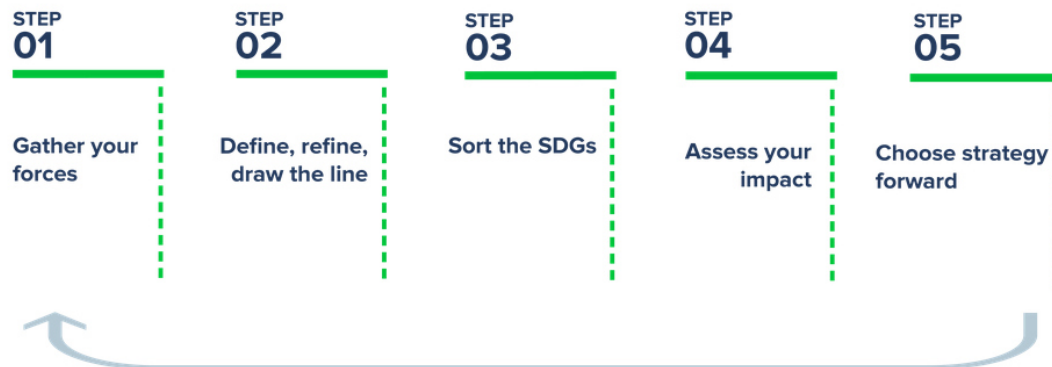 STEP
01
Gather your
forces
STEP
02
Define, refine,
draw the line
STEP
03
Sort the SDGs
STEP
04
Assess your
impact
STEP
05
Choose strategy
forward